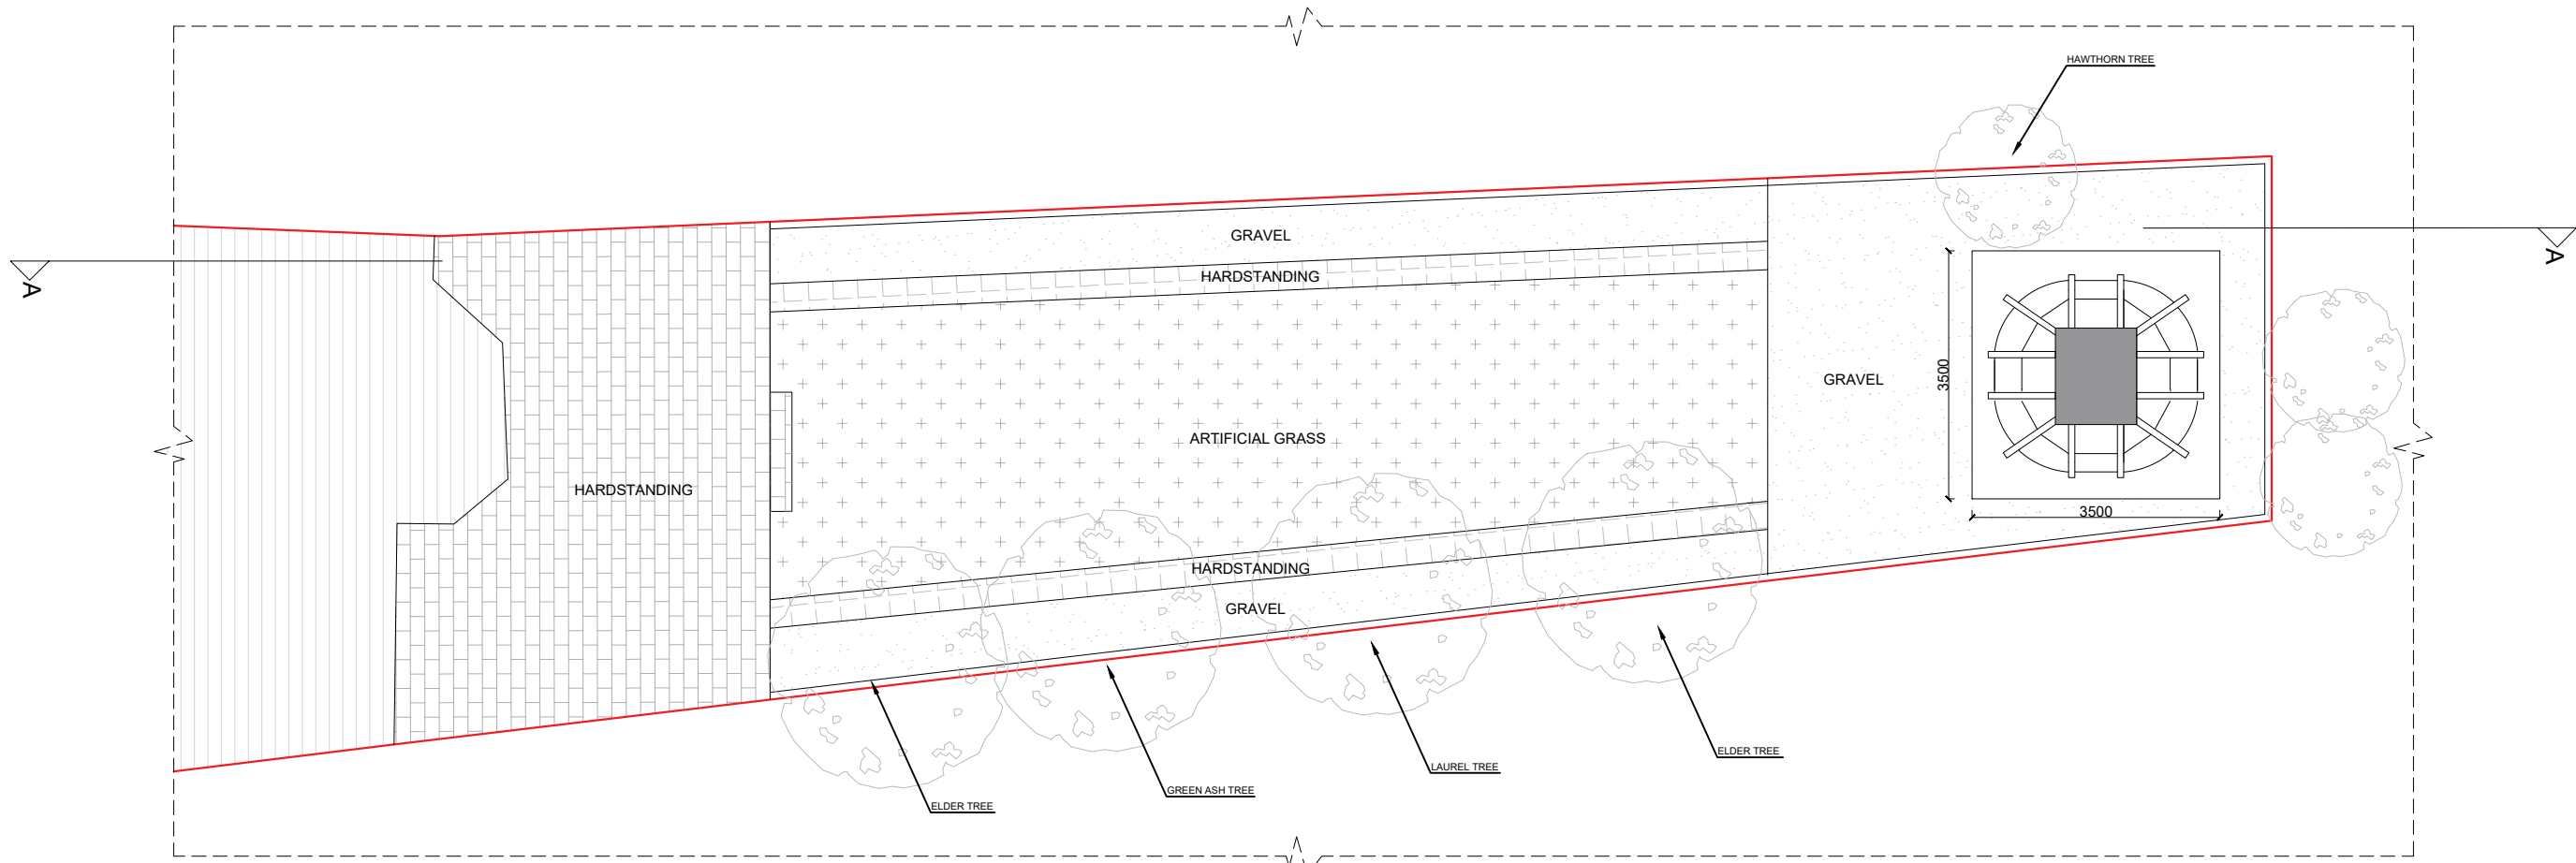 HAWTHORN TREE
GRAVEL
A
A
HARDSTANDING
3500
GRAVEL
ARTIFICIAL GRASS
HARDSTANDING
3500
HARDSTANDING
GRAVEL
ELDER TREE
LAUREL TREE
GREEN ASH TREE
ELDER TREE